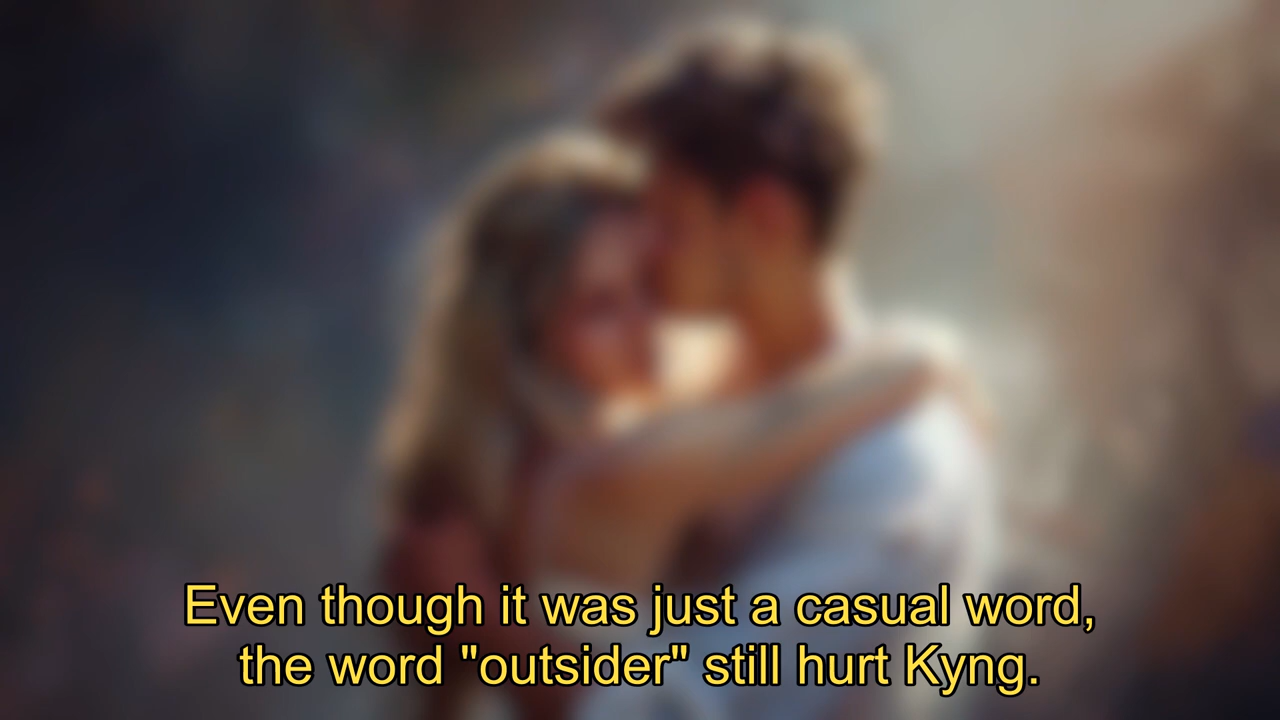 Even though it was just a casual word,
the word "outsider" still hurt Kyng.